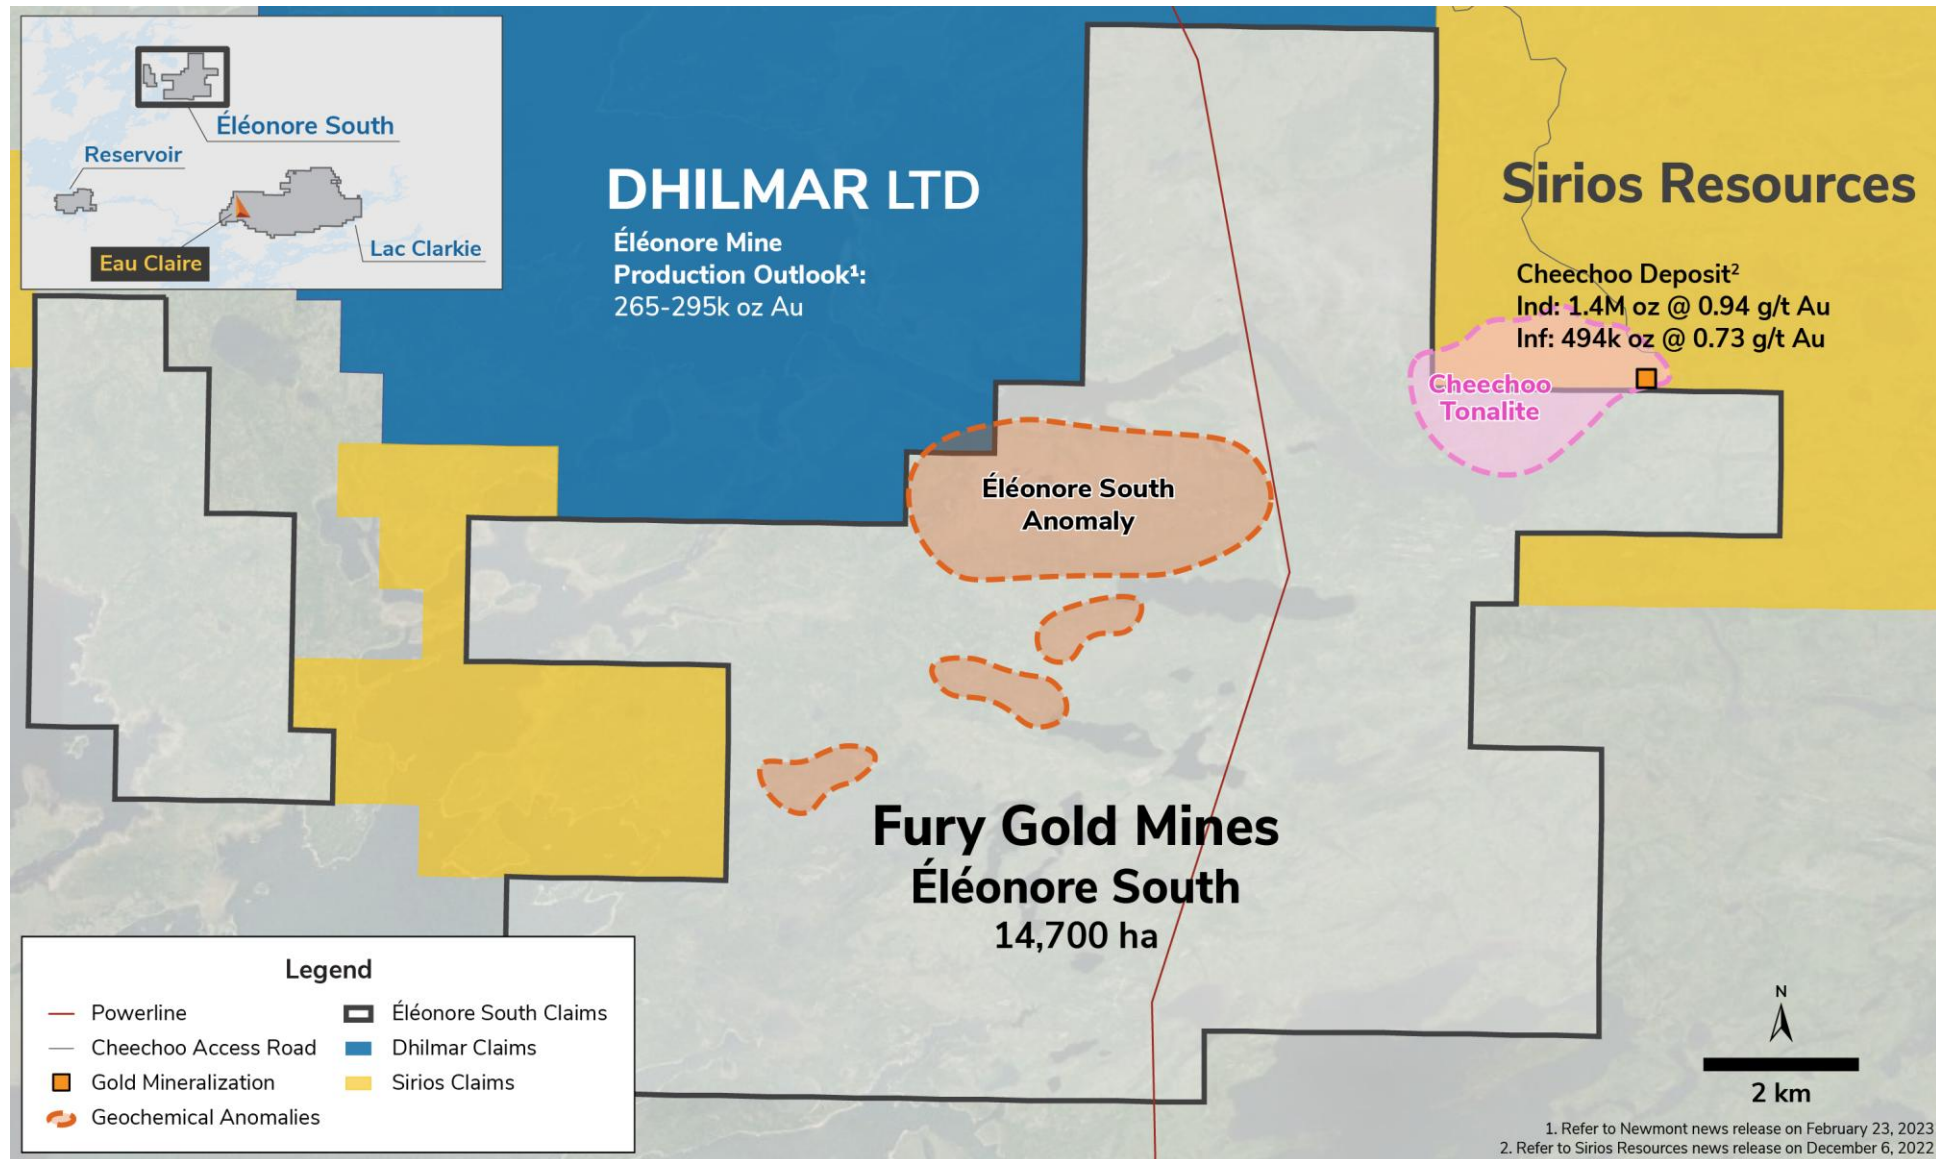 Éléonore South
Reservoir
Eau Claire
Lac Clarkie
DHILMAR LTD
Éléonore Mine
Production Outlook¹:
265-295k oz Au
Sirios Resources
Cheechoo Deposit²
Ind: 1.4M oz @ 0.94 g/t Au
Inf: 494k oz @ 0.73 g/t Au
Cheechoo
Tonalite
Éléonore South
Anomaly
Fury Gold Mines
Éléonore South
14,700 ha
Legend
Powerline
Cheechoo Access Road
Gold Mineralization
Geochemical Anomalies
Éléonore South Claims
Dhilmar Claims
Sirios Claims
N
2 km
1. Refer to Newmont news release on February 23, 2023
2. Refer to Sirios Resources news release on December 6, 2022